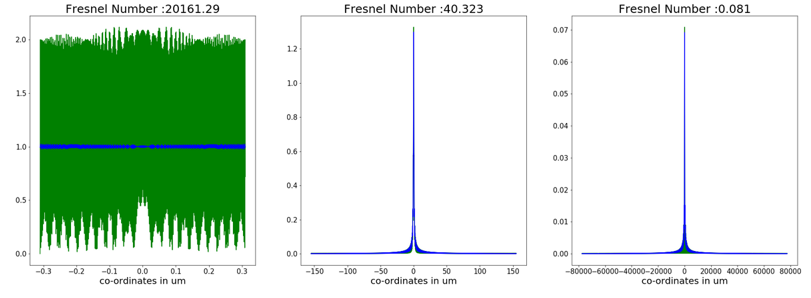 Fresnel Number :20161.29
2.0
1.5
1.0
0.5
0.0
−0.3 −0.2 −0.1 0.0 0.1 0.2 0.3
co-ordinates in um
Fresnel Number :40.323
1.2
1.0
0.8
0.6
0.4
0.2
0.0
−150 −100 −50 0 50 100 150
co-ordinates in um
Fresnel Number :0.081
0.07
0.06
0.05
0.04
0.03
0.02
0.01
0.00
−80000 −60000 −40000 −20000 0 20000 40000 60000 80000
co-ordinates in um